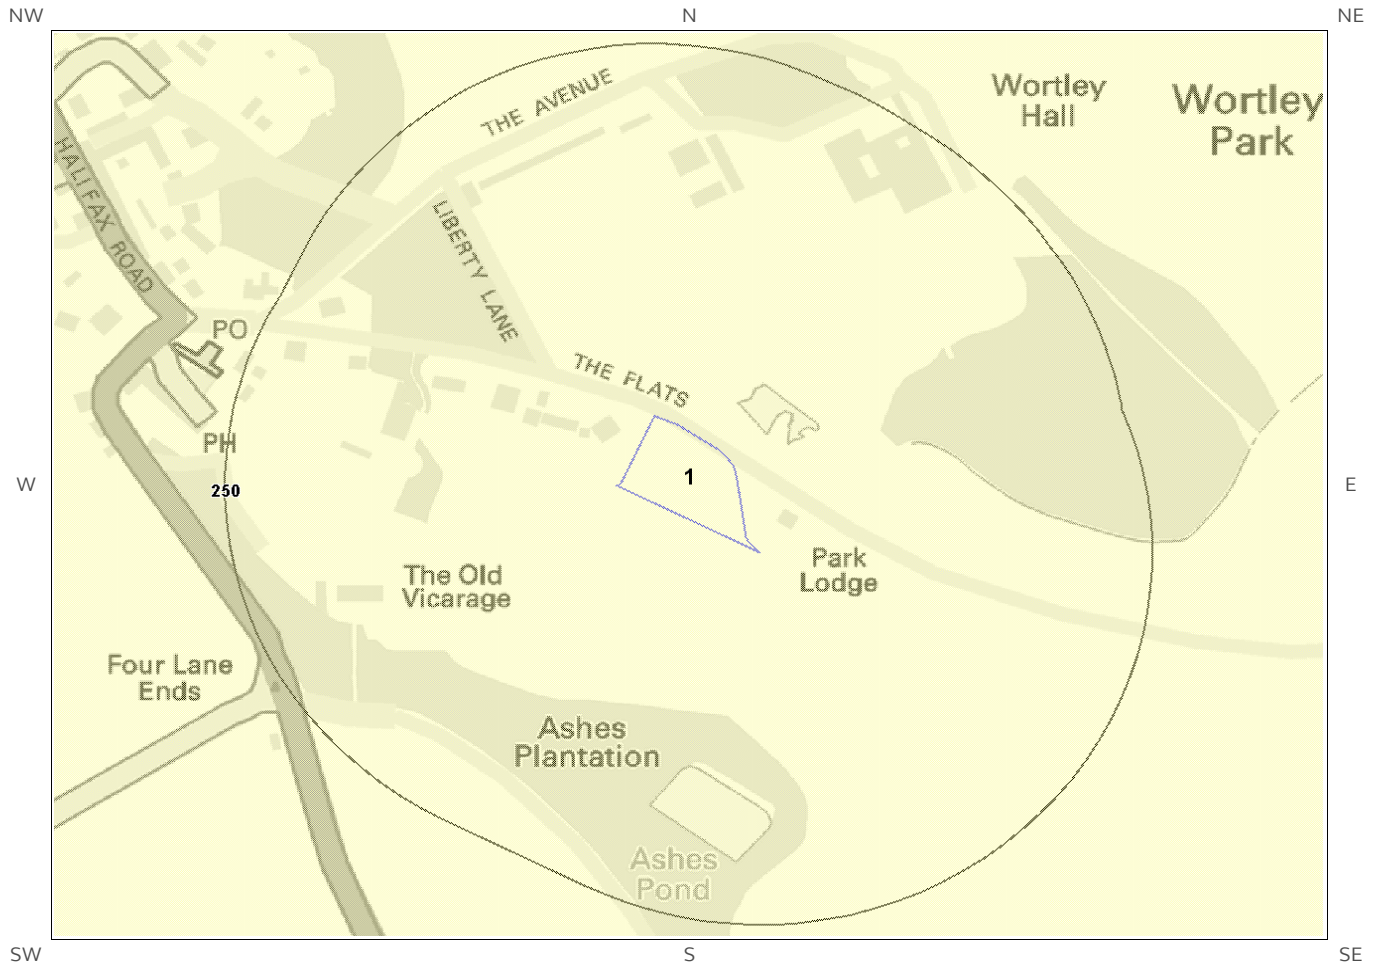 NW
N
NE
THE AVENUE
Wortley
Hall
Wortley
Park
HALIFAX ROAD
LIBERTY LANE
PO
THE FLATS
PH
W
250
1
E
The Old
Vicarage
Park
Lodge
Four Lane
Ends
Ashes
Plantation
Ashes
Pond
SW
S
SE